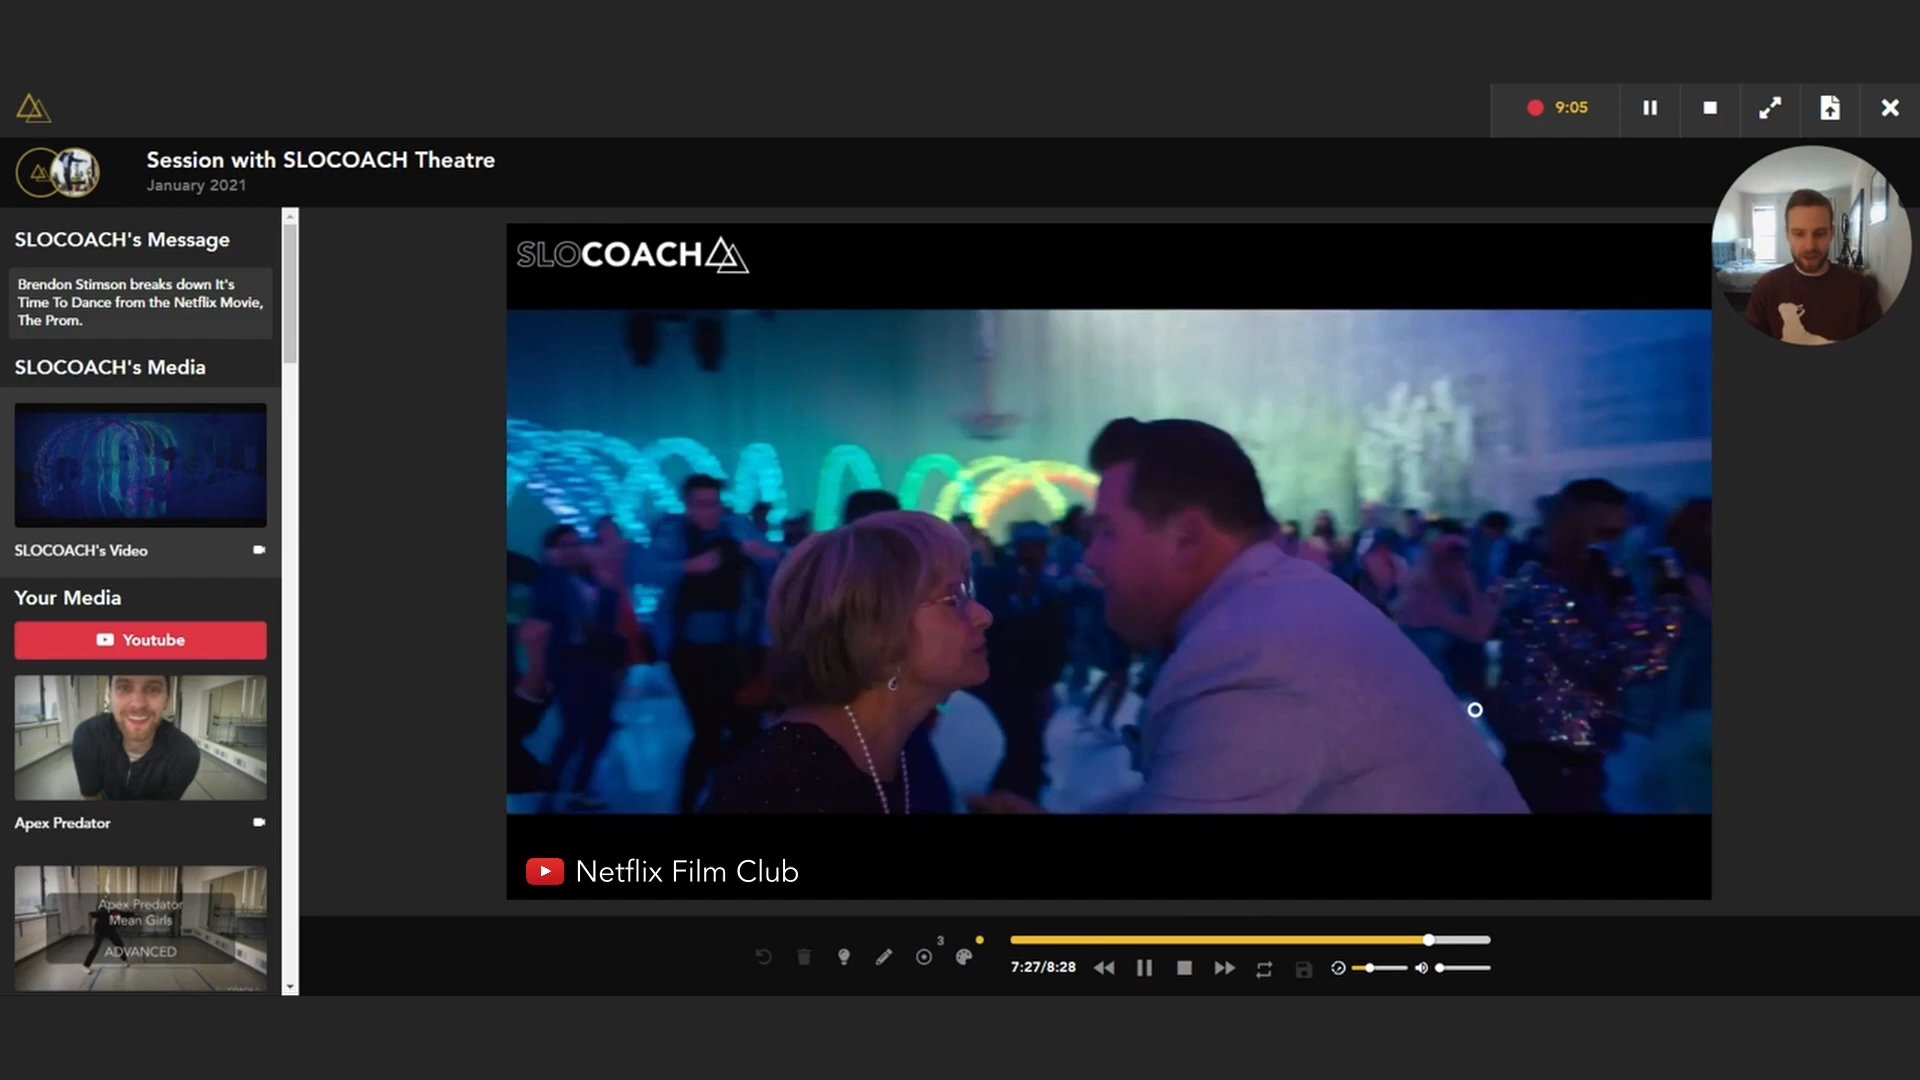 9:05
Session with SLOCOACH Theatre
January 2021
SLOCOACH's Message
Brendon Stimson breaks down It's
Time To Dance from the Netflix Movie,
The Prom.
SLOCOACH's Media
SLOCOACH's Video
Your Media
Youtube
Apex Predator
Apex Predator
Mean Girls
ADVANCED
SLOCOACH
Netflix Film Club
3
7:27/8:28